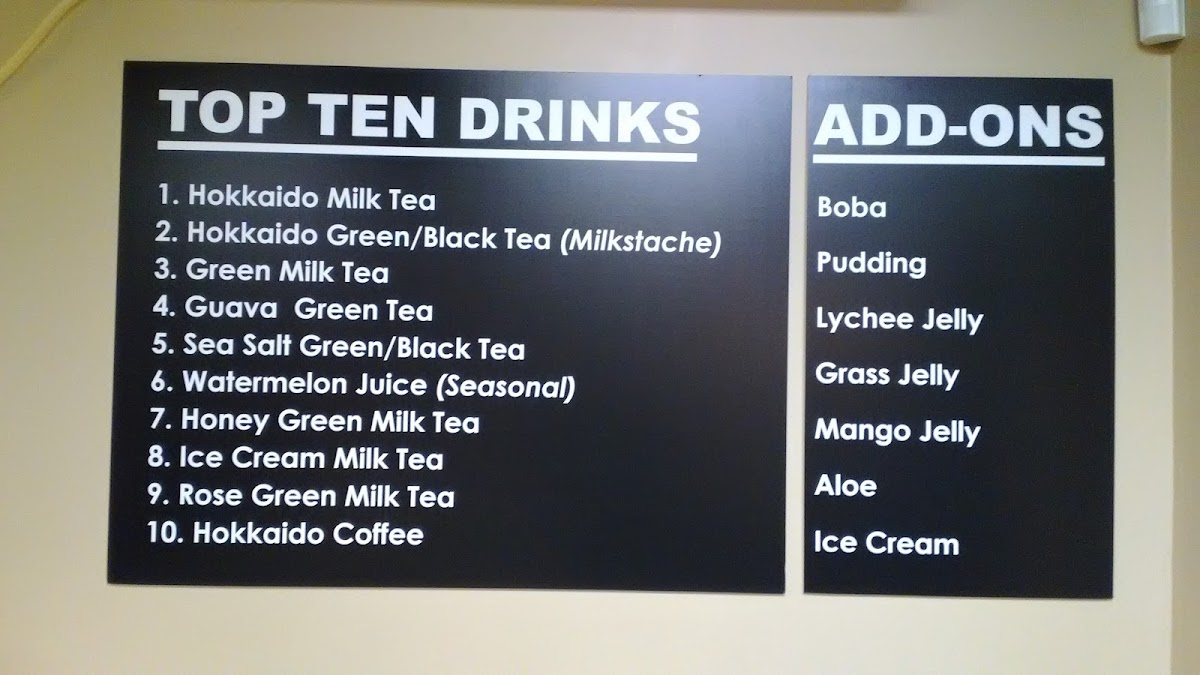 TOP TEN DRINKS
1. Hokkaido Milk Tea
2. Hokkaido Green/Black Tea (Milkstache)
3. Green Milk Tea
4. Guava  Green Tea
5. Sea Salt Green/Black Tea
6. Watermelon Juice (Seasonal)
7. Honey Green Milk Tea
8. Ice Cream Milk Tea
9. Rose Green Milk Tea
10. Hokkaido Coffee
ADD-ONS
Boba
Pudding
Lychee Jelly
Grass Jelly
Mango Jelly
Aloe
Ice Cream